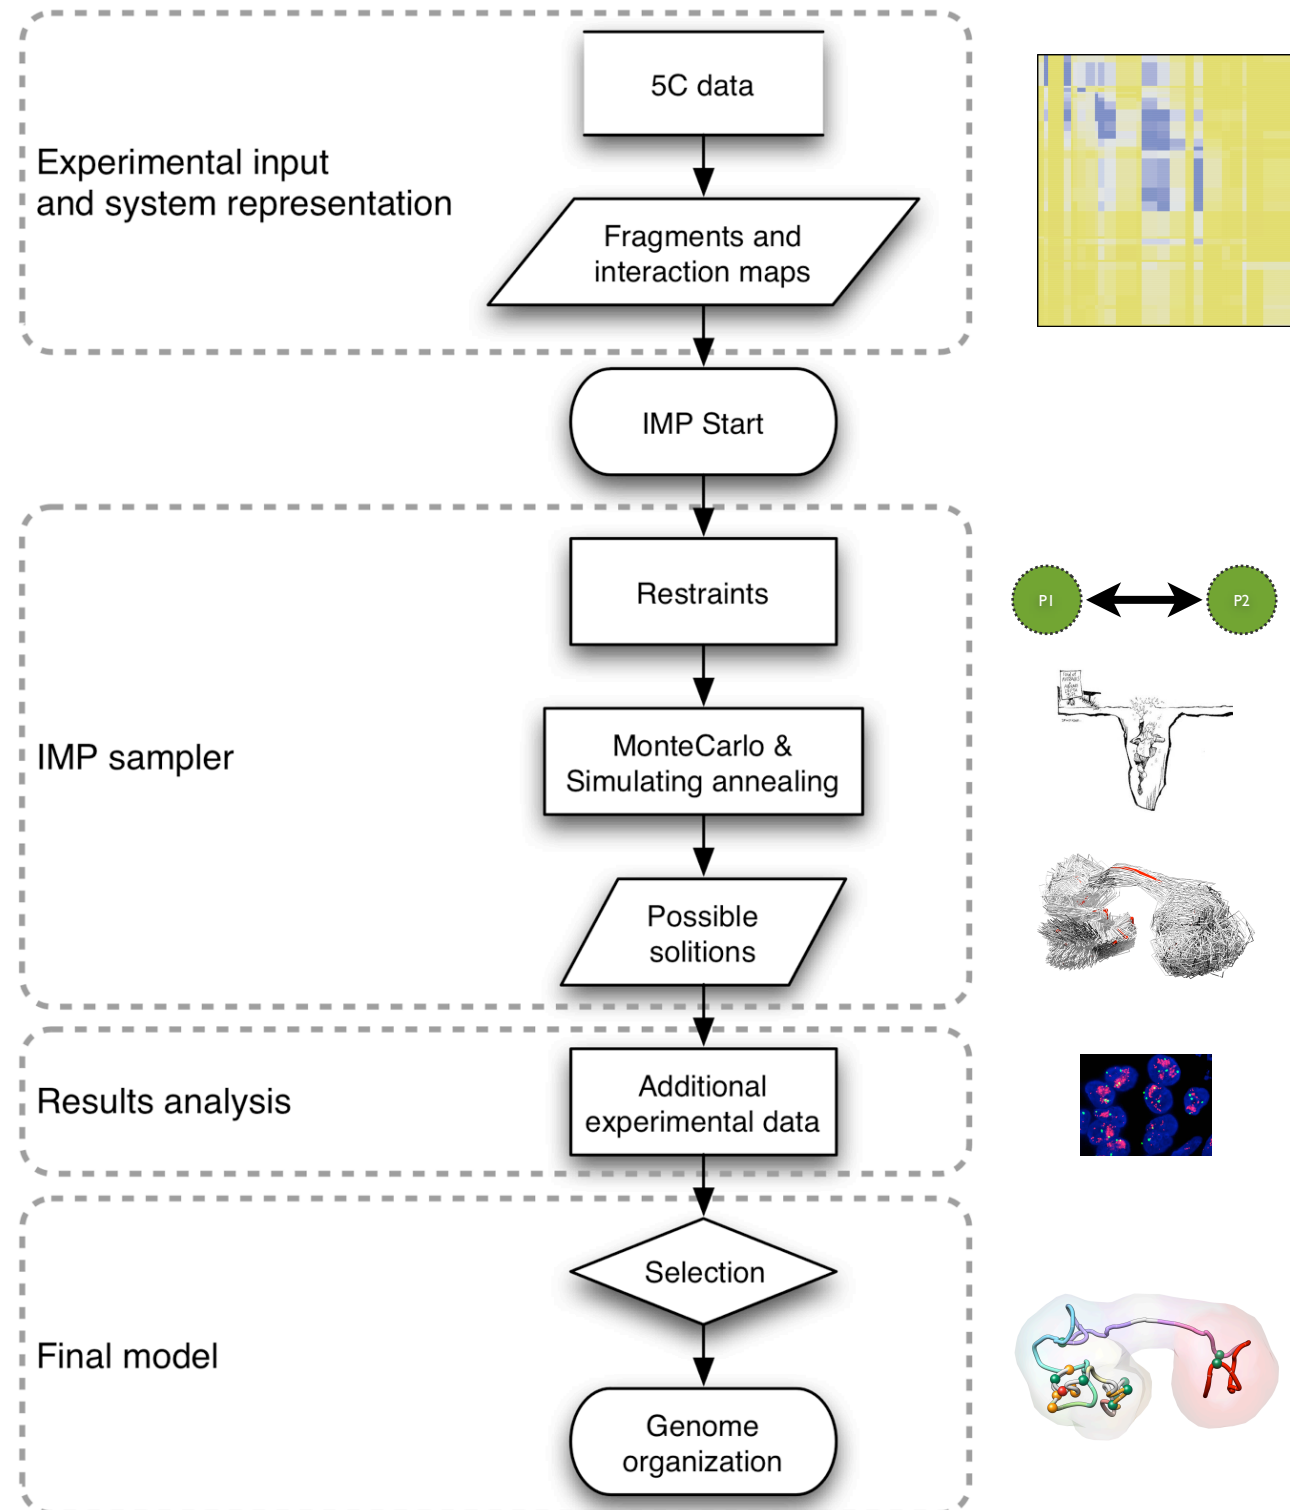 5C data
Experimental input
and system representation
Fragments and
interaction maps
IMP Start
Restraints
P1
P2
IMP sampler
MonteCarlo &
Simulating annealing
Possible
solitions
Results analysis
Additional
experimental data
Selection
Final model
Genome
organization